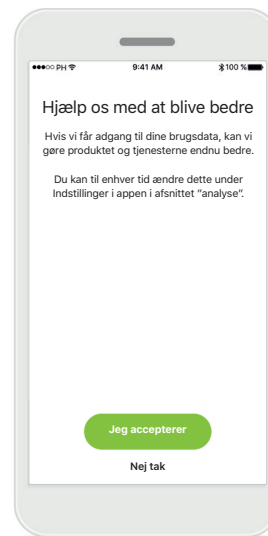 PH 9:41 AM 100 %
Hjælp os med at blive bedre
Hvis vi får adgang til dine brugsdata, kan vi
gøre produktet og tjenesterne endnu bedre.
Du kan til enhver tid ændre dette under
Indstillinger i appen i afsnittet “analyse”.
Jeg accepterer
Nej tak